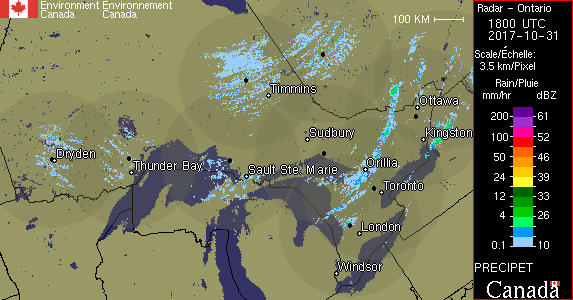 Environment Environnement
Canada Canada
100 KM
Timmins
Ottawa
Sudbury
Kingston
Dryden
Thunder Bay
Sault Ste. Marie
Orillia
Toronto
London
Windsor
Radar - Ontario
1800 UTC
2017-10-31
Scale/Échelle:
3.5 km/Pixel
Rain/Pluie
mm/hr dBZ
200 61
100 52
50 46
24 39
12 33
4 26
0.1 10
PRECIPET
Canada